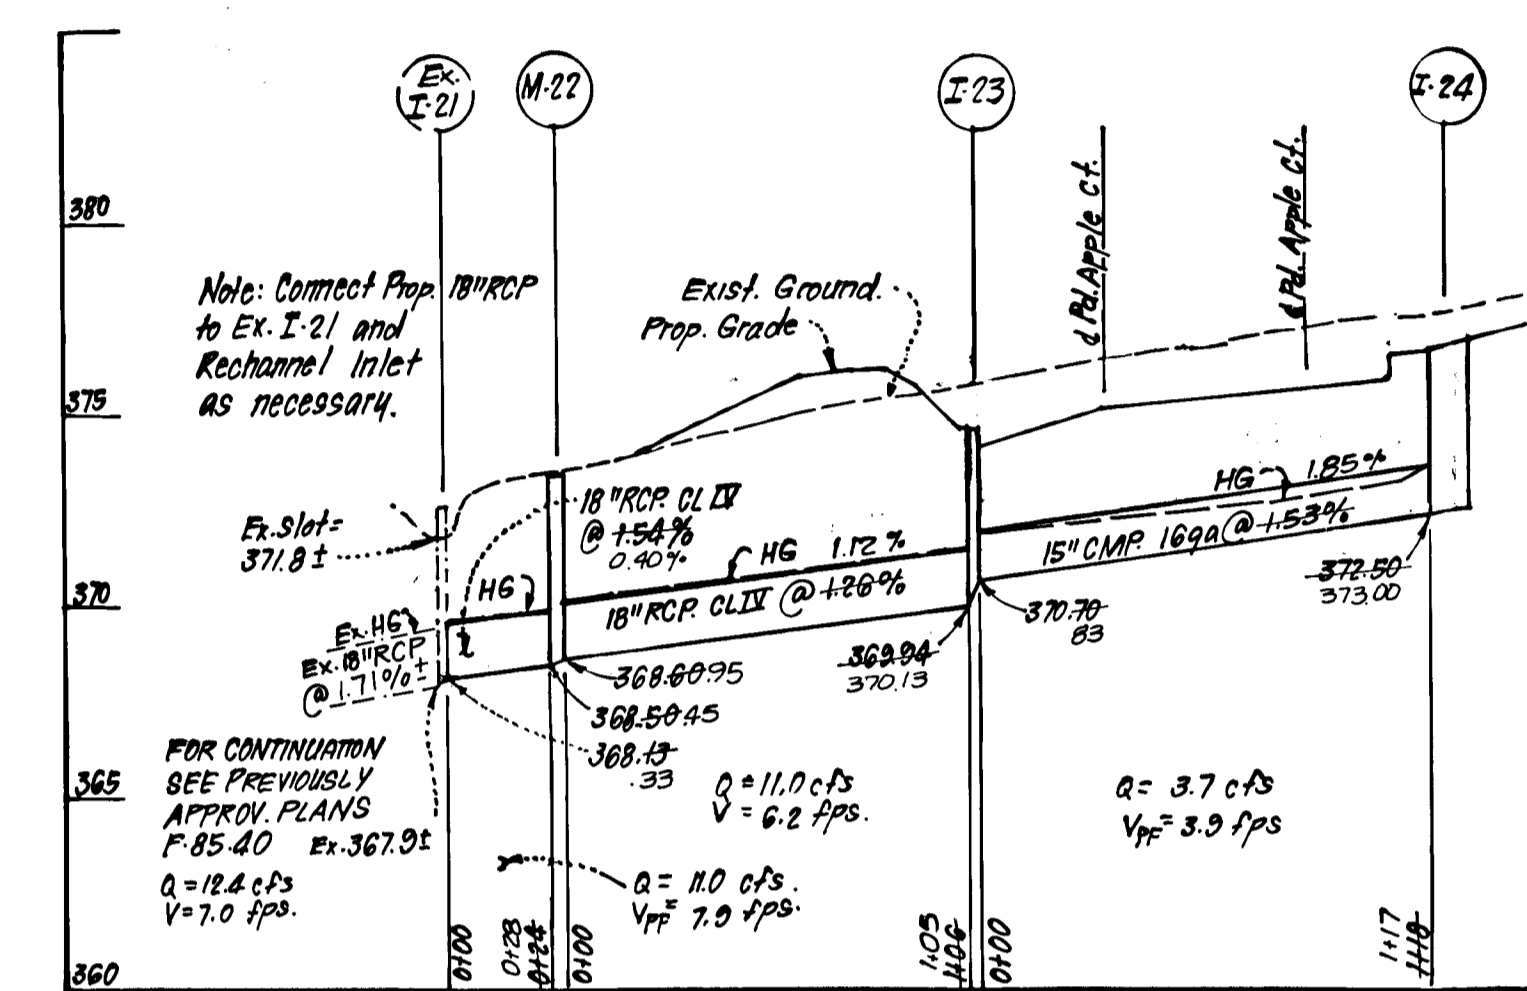 Ex.
I-21
M-22
I-23
I-24
380
375
370
365
360
Note: Connect Prop. 18"RCP
to Ex. I-21 and
Rechannel Inlet
as necessary.
Exist. Ground.
Prop. Grade
Pd. Apple Ct.
Pd. Apple Ct.
Ex. Slot =
371.8 ±
18"RCP. CL IV
@ 1.54%
0.40%
HG
HG 1.12%
18"RCP. CL IV @ 1.26%
HG 1.85%
15" CMP. 16ga @ 1.53%
Ex. HG
Ex. 18"RCP
@ 1.71% ±
368.60.95
368.50.45
368.13
.33
369.94
370.13
370.70
83
372.50
373.00
FOR CONTINUATION
SEE PREVIOUSLY
APPROV. PLANS
F-85-40 Ex. 367.9±
Q = 12.4 cfs
V = 7.0 fps.
Q = 11.0 cfs
V = 6.2 fps.
Q = 11.0 cfs.
VPF = 7.9 fps.
Q = 3.7 cfs
VPF = 3.9 fps
0+00
0+28
0+24
0+00
1+05
1+06
0+00
1+17
1+18